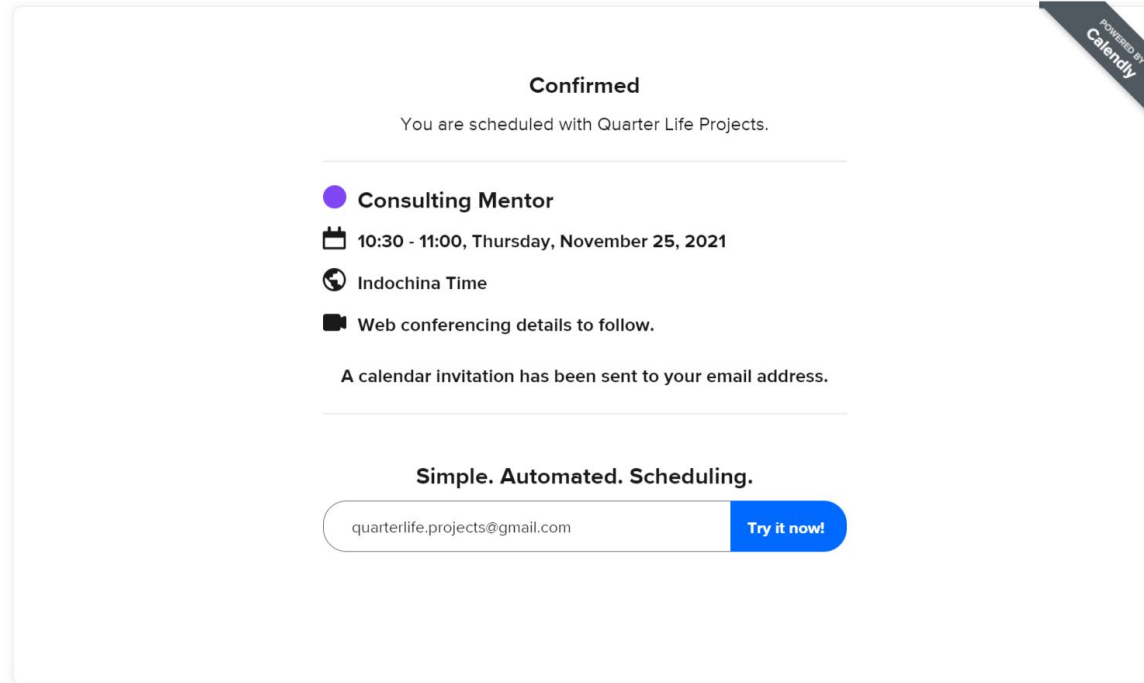 POWERED BY
Calendly
Confirmed
You are scheduled with Quarter Life Projects.
Consulting Mentor
10:30 - 11:00, Thursday, November 25, 2021
Indochina Time
Web conferencing details to follow.
A calendar invitation has been sent to your email address.
Simple. Automated. Scheduling.
quarterlife.projects@gmail.com Try it now!